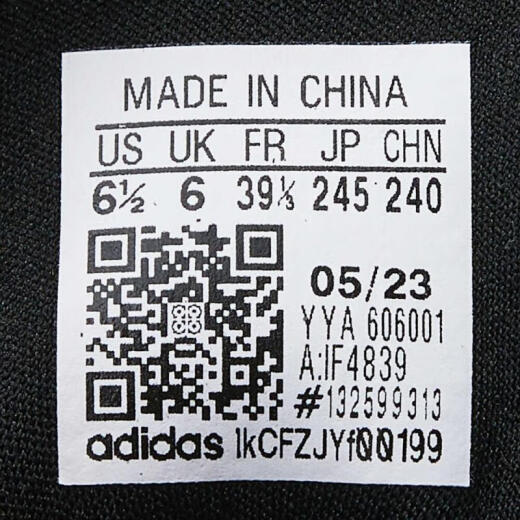 MADE IN CHINA
US UK FR JP CHN
6½ 6 39⅓ 245 240
05/23
YYA 606001
A:IF4839
#132599313
adidas 1kCFZJYf00199